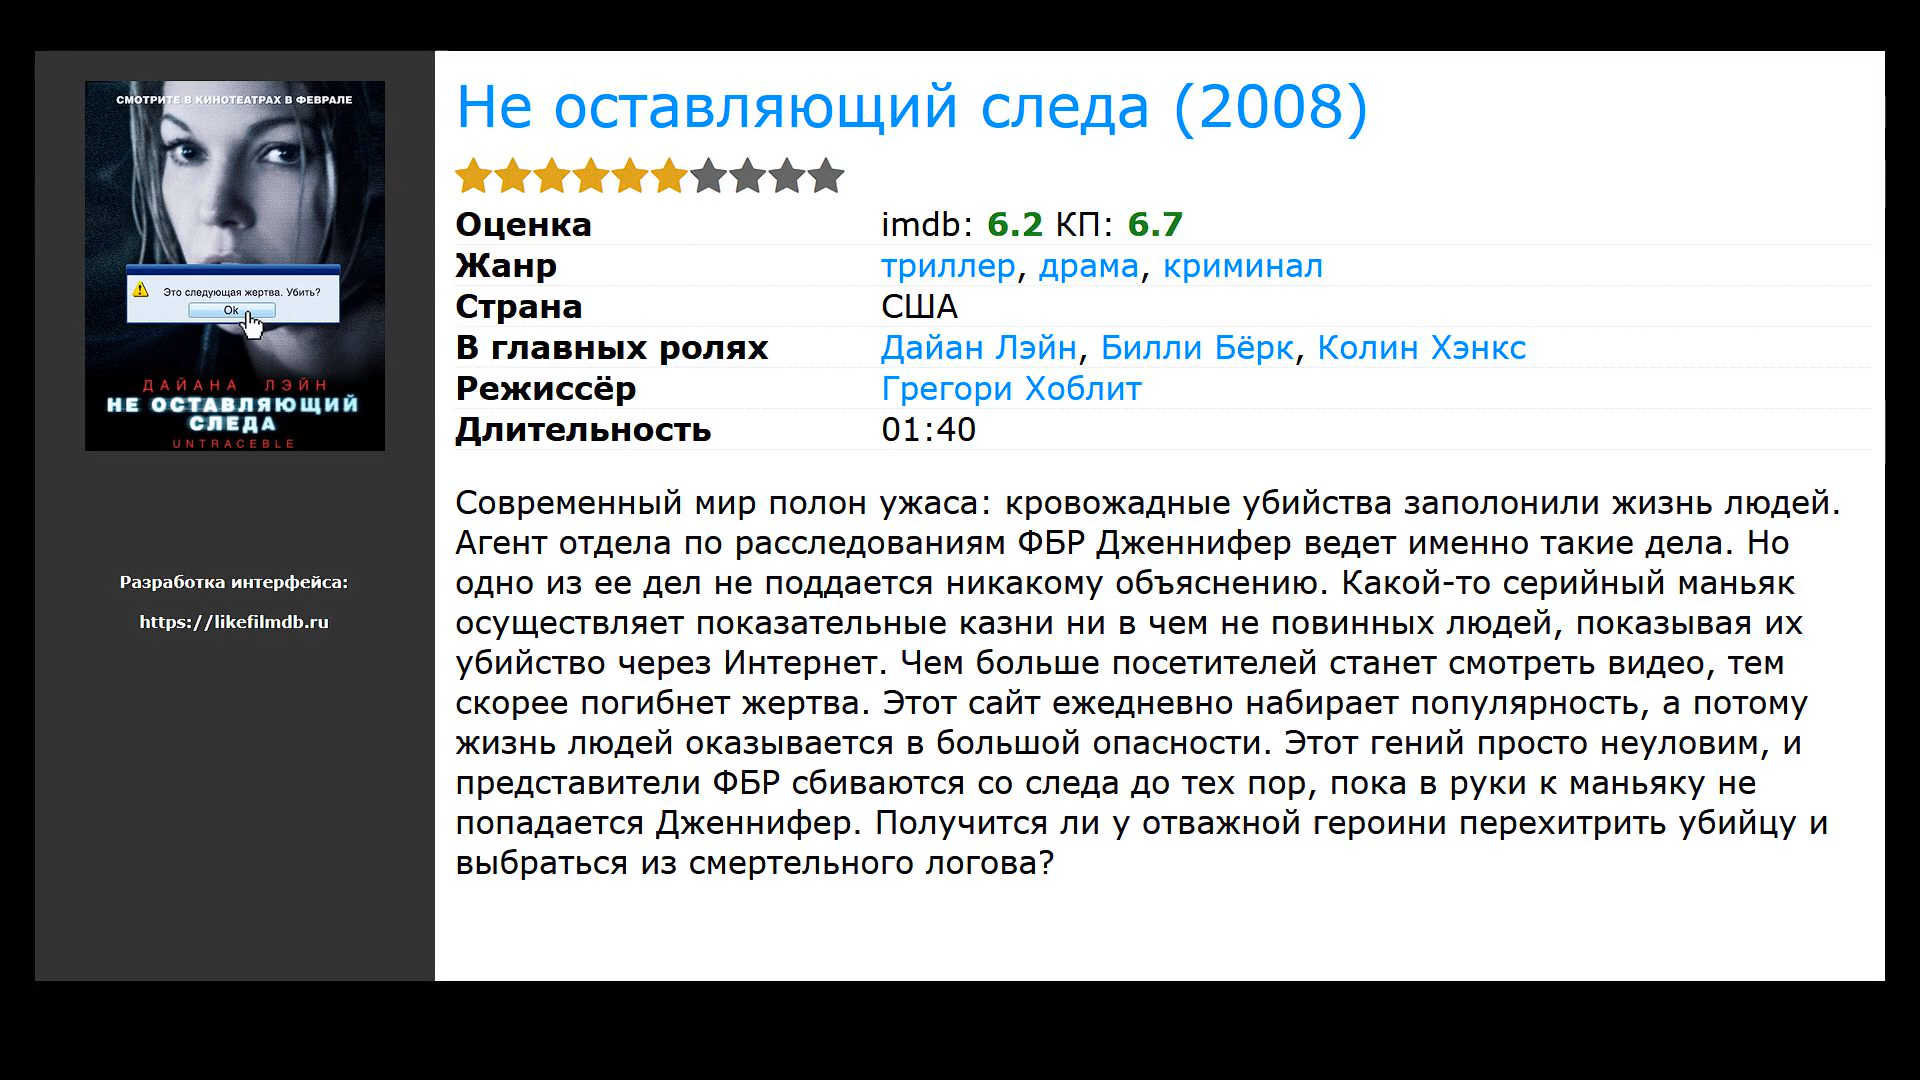 СМОТРИТЕ В КИНОТЕАТРАХ В ФЕВРАЛЕ
Это следующая жертва. Убить?
Ok
ДАЙАНА ЛЭЙН
НЕ ОСТАВЛЯЮЩИЙ
СЛЕДА
UNTRACEBLE
Разработка интерфейса:
https://likefilmdb.ru
Не оставляющий следа (2008)
Оценка imdb: 6.2 КП: 6.7
Жанр триллер, драма, криминал
Страна США
В главных ролях Дайан Лэйн, Билли Бёрк, Колин Хэнкс
Режиссёр Грегори Хоблит
Длительность 01:40
Современный мир полон ужаса: кровожадные убийства заполонили жизнь людей.
Агент отдела по расследованиям ФБР Дженнифер ведет именно такие дела. Но
одно из ее дел не поддается никакому объяснению. Какой-то серийный маньяк
осуществляет показательные казни ни в чем не повинных людей, показывая их
убийство через Интернет. Чем больше посетителей станет смотреть видео, тем
скорее погибнет жертва. Этот сайт ежедневно набирает популярность, а потому
жизнь людей оказывается в большой опасности. Этот гений просто неуловим, и
представители ФБР сбиваются со следа до тех пор, пока в руки к маньяку не
попадается Дженнифер. Получится ли у отважной героини перехитрить убийцу и
выбраться из смертельного логова?